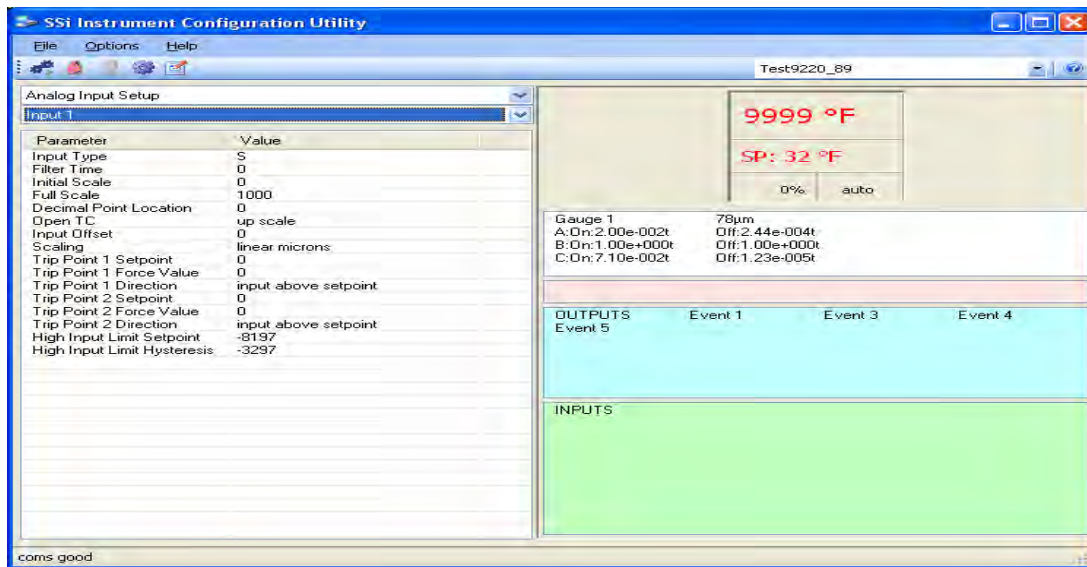 SSi Instrument Configuration Utility
File Options Help
Test9220_89
Analog Input Setup
Input 1
Parameter Value
Input Type S
Filter Time 0
Initial Scale 0
Full Scale 1000
Decimal Point Location 0
Open TC up scale
Input Offset 0
Scaling linear microns
Trip Point 1 Setpoint 0
Trip Point 1 Force Value 0
Trip Point 1 Direction input above setpoint
Trip Point 2 Setpoint 0
Trip Point 2 Force Value 0
Trip Point 2 Direction input above setpoint
High Input Limit Setpoint -8197
High Input Limit Hysteresis -3297
9999 °F
SP: 32 °F
0% auto
Gauge 1 78µm
A:On:2.00e-002t Off:2.44e-004t
B:On:1.00e+000t Off:1.00e+000t
C:On:7.10e-002t Off:1.23e-005t
OUTPUTS Event 1 Event 3 Event 4
Event 5
INPUTS
coms good